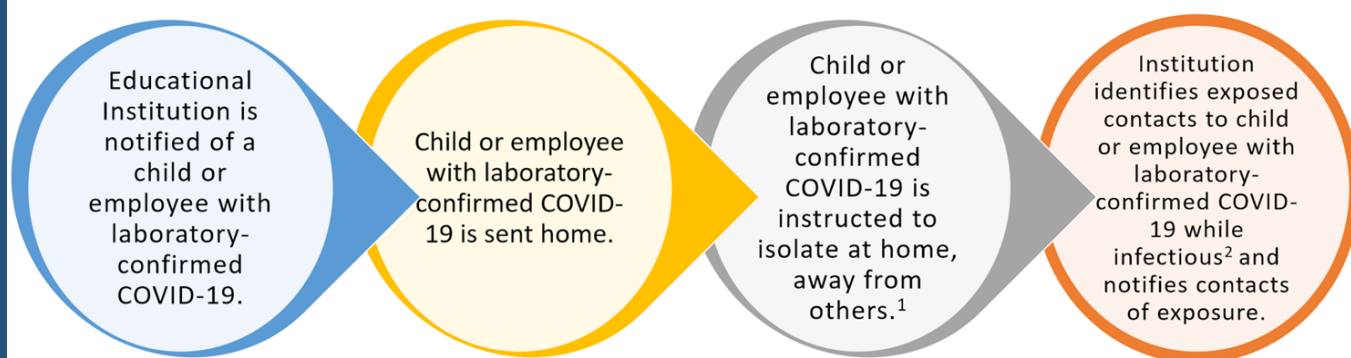 Educational
Institution is
notified of a
child or
employee with
laboratory-
confirmed
COVID-19.
Child or employee
with laboratory-
confirmed COVID-
19 is sent home.
Child or
employee with
laboratory-
confirmed
COVID-19 is
instructed to
isolate at home,
away from
others.¹
Institution
identifies exposed
contacts to child
or employee with
laboratory-
confirmed COVID-
19 while
infectious² and
notifies contacts
of exposure.